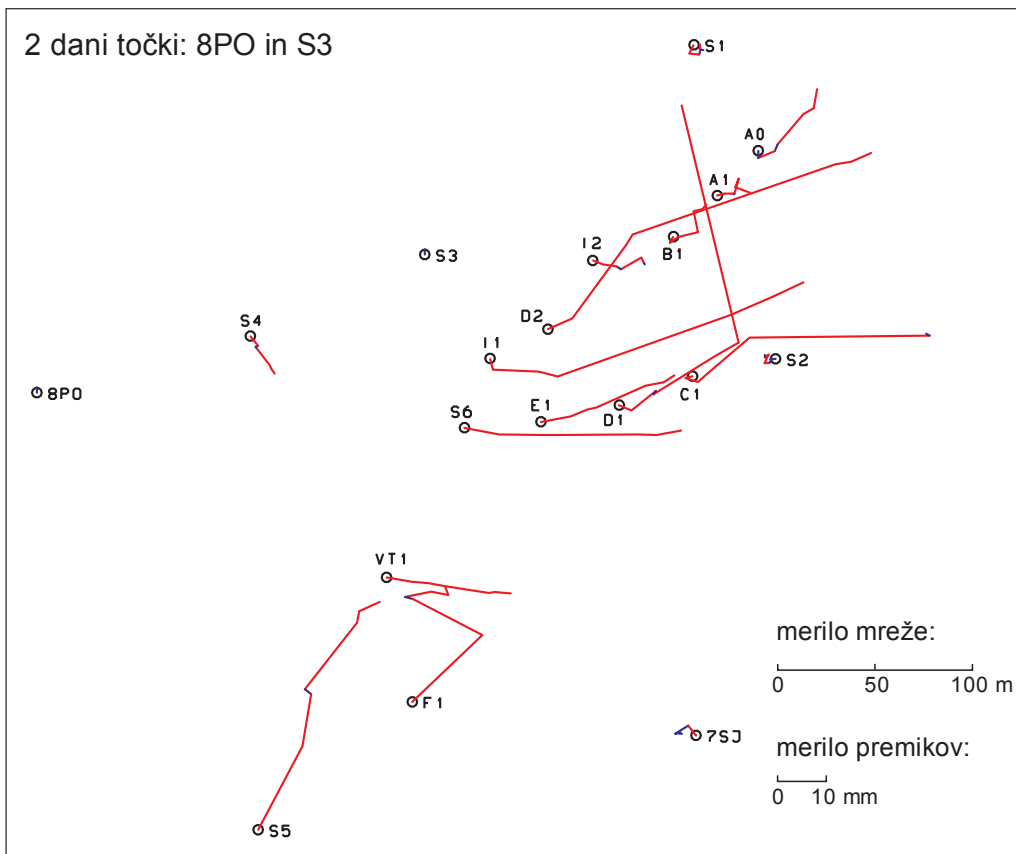 2 dani točki: 8PO in S3
S1
A0
A1
B1
I2
S3
D2
S4
I1
S2
C1
8PO
E1
D1
S6
VT1
merilo mreže:
0 50 100 m
F1
7SJ
merilo premikov:
0 10 mm
S5